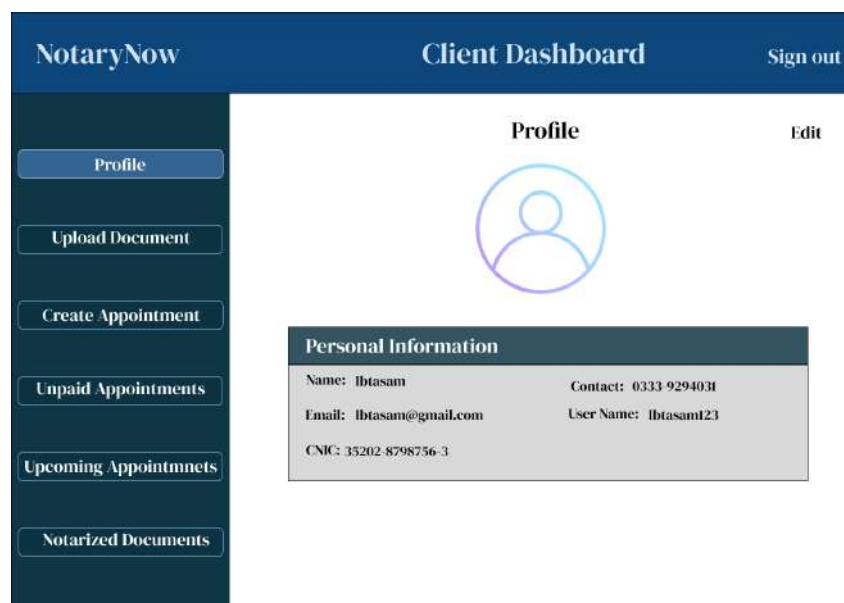 NotaryNow Client Dashboard Sign out
Profile Edit
Profile
Upload Document
Create Appointment
Unpaid Appointments
Upcoming Appointmnets
Notarized Documents
Personal Information
Name: Ibtasam Contact: 0333-9294031
Email: Ibtasam@gmail.com User Name: Ibtasam123
CNIC: 35202-8798756-3